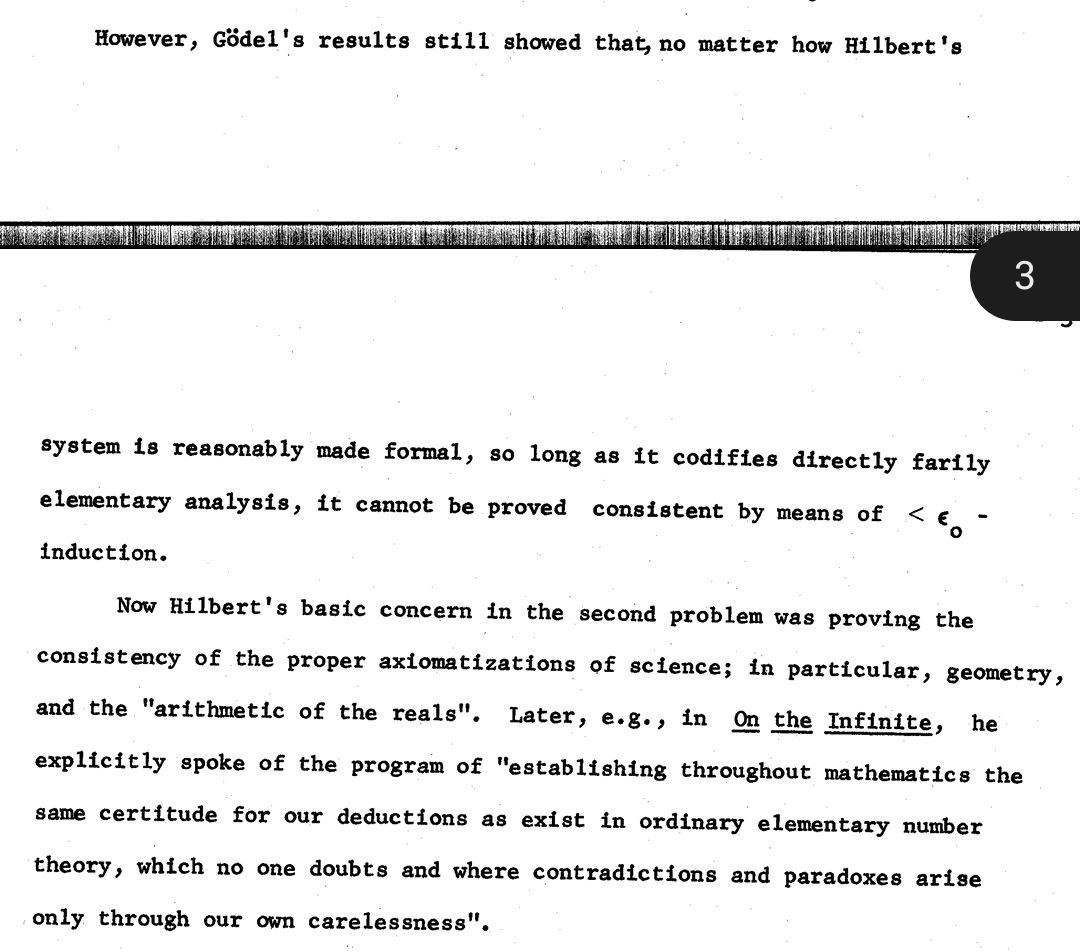 However, Gödel's results still showed that, no matter how Hilbert's
3
system is reasonably made formal, so long as it codifies directly farily
elementary analysis, it cannot be proved consistent by means of < ϵ₀ -
induction.
Now Hilbert's basic concern in the second problem was proving the
consistency of the proper axiomatizations of science; in particular, geometry,
and the "arithmetic of the reals". Later, e.g., in On the Infinite, he
explicitly spoke of the program of "establishing throughout mathematics the
same certitude for our deductions as exist in ordinary elementary number
theory, which no one doubts and where contradictions and paradoxes arise
only through our own carelessness".